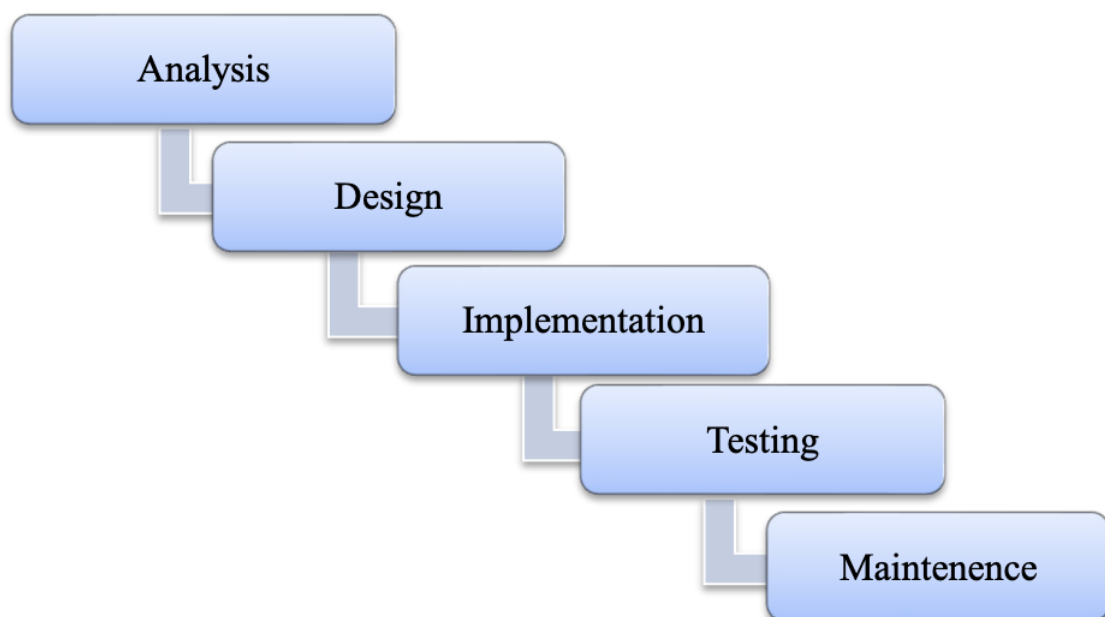 Analysis
Design
Implementation
Testing
Maintenence